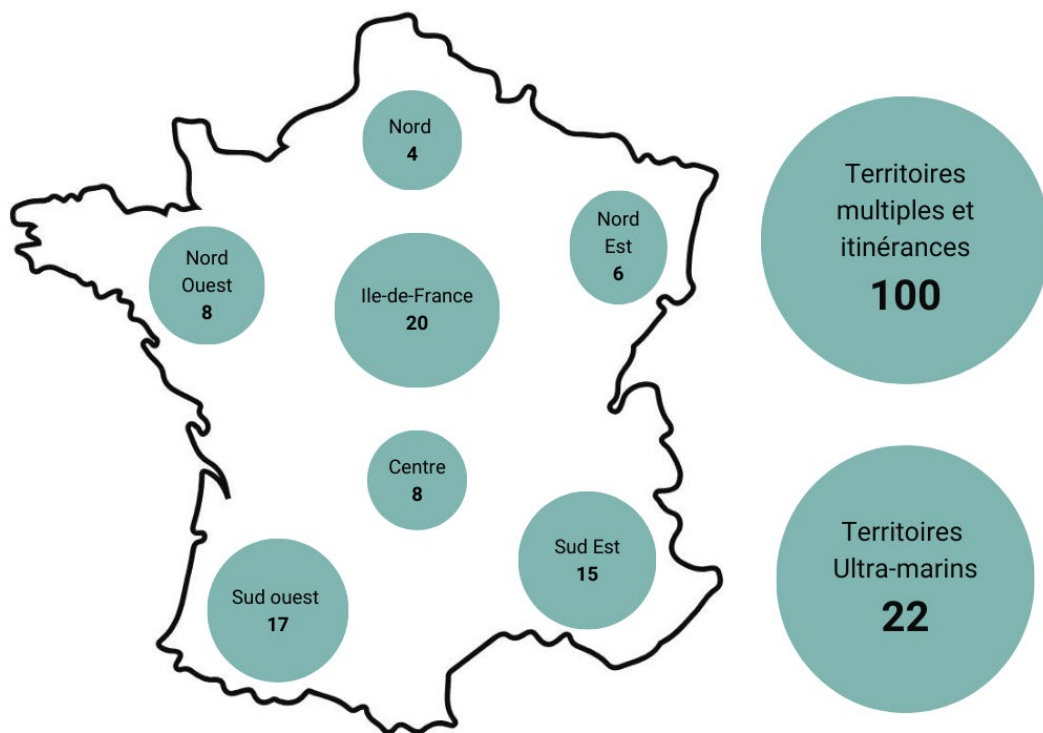 Nord
4
Nord
Est
6
Nord
Ouest
8
Ile-de-France
20
Centre
8
Sud Est
15
Sud ouest
17
Territoires
multiples et
itinérances
100
Territoires
Ultra-marins
22